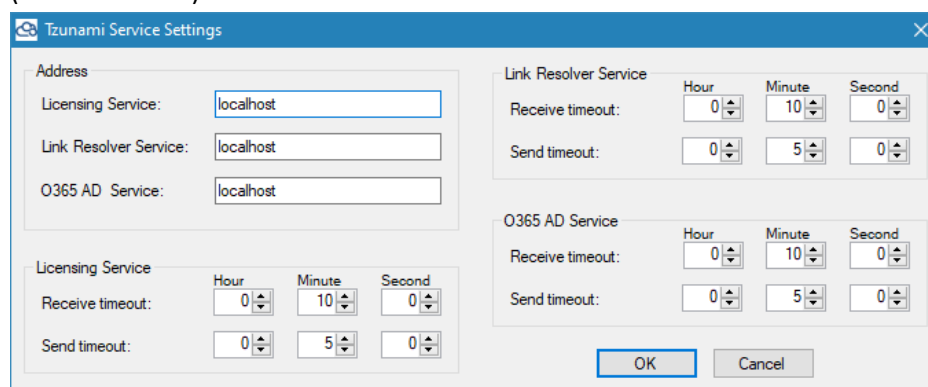 Tzunami Service Settings
Address
Licensing Service: localhost
Link Resolver Service: localhost
O365 AD Service: localhost
Licensing Service
Hour Minute Second
Receive timeout: 0 10 0
Send timeout: 0 5 0
Link Resolver Service
Hour Minute Second
Receive timeout: 0 10 0
Send timeout: 0 5 0
O365 AD Service
Hour Minute Second
Receive timeout: 0 10 0
Send timeout: 0 5 0
OK Cancel